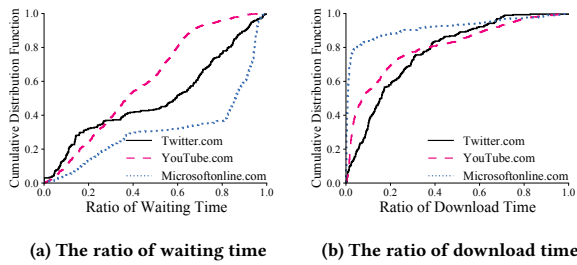 Cumulative Distribution Function
1.0
0.8
0.6
0.4
0.2
0.0
0.0 0.2 0.4 0.6 0.8 1.0
Twitter.com
YouTube.com
Microsoftonline.com
Ratio of Waiting Time
(a) The ratio of waiting time
Cumulative Distribution Function
1.0
0.8
0.6
0.4
0.2
0.0
0.0 0.2 0.4 0.6 0.8 1.0
Twitter.com
YouTube.com
Microsoftonline.com
Ratio of Download Time
(b) The ratio of download time